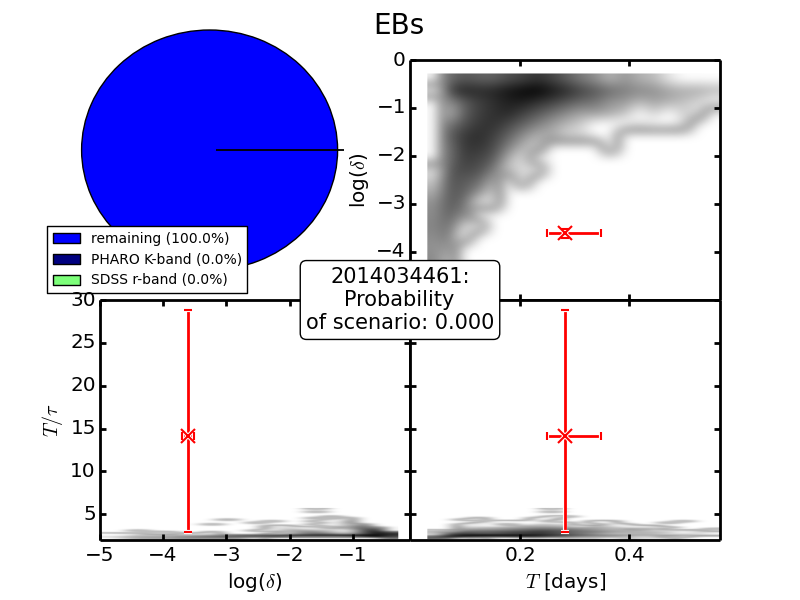 EBs
remaining (100.0%)
PHARO K-band (0.0%)
SDSS r-band (0.0%)
0
−1
−2
−3
−4
log(δ)
2014034461:
Probability
of scenario: 0.000
30
25
20
15
10
5
T/τ
−5 −4 −3 −2 −1
log(δ)
0.2 0.4
T [days]